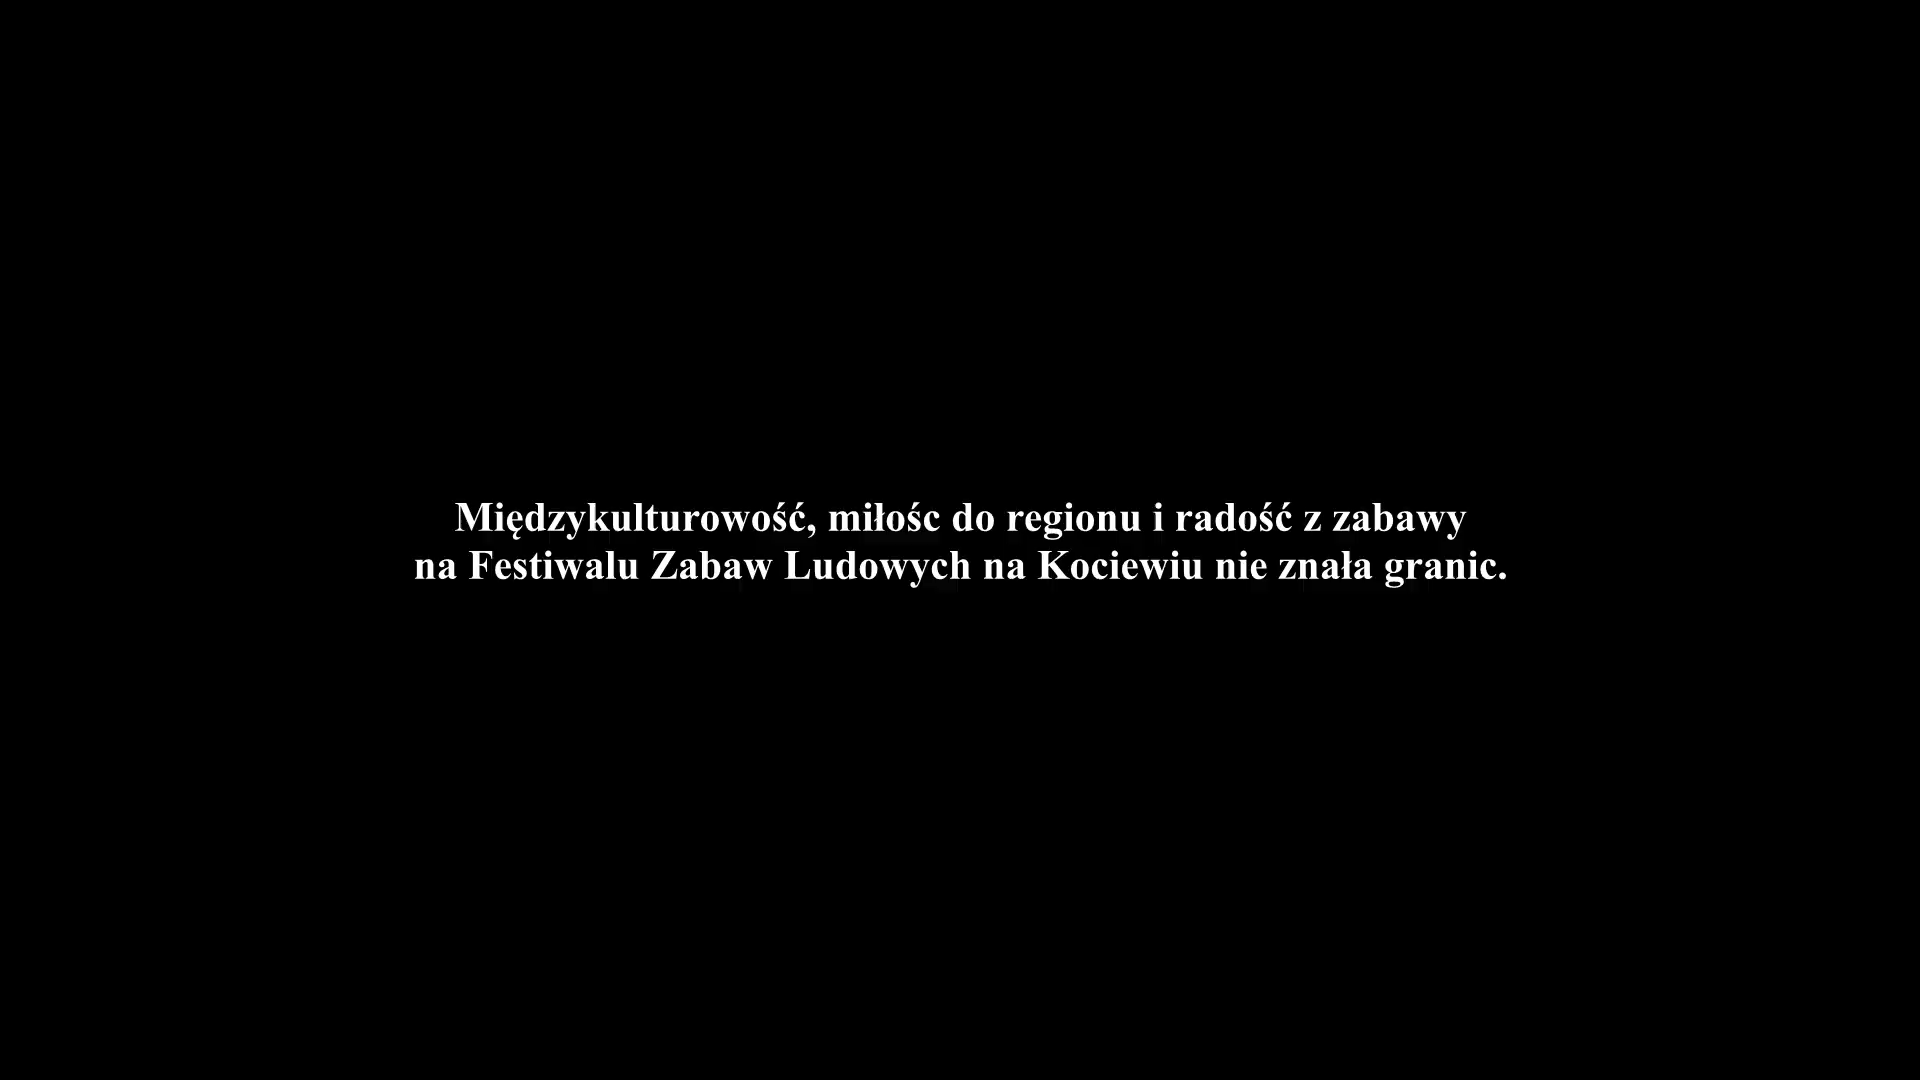 Międzykulturowość, miłośc do regionu i radość z zabawy
na Festiwalu Zabaw Ludowych na Kociewiu nie znała granic.